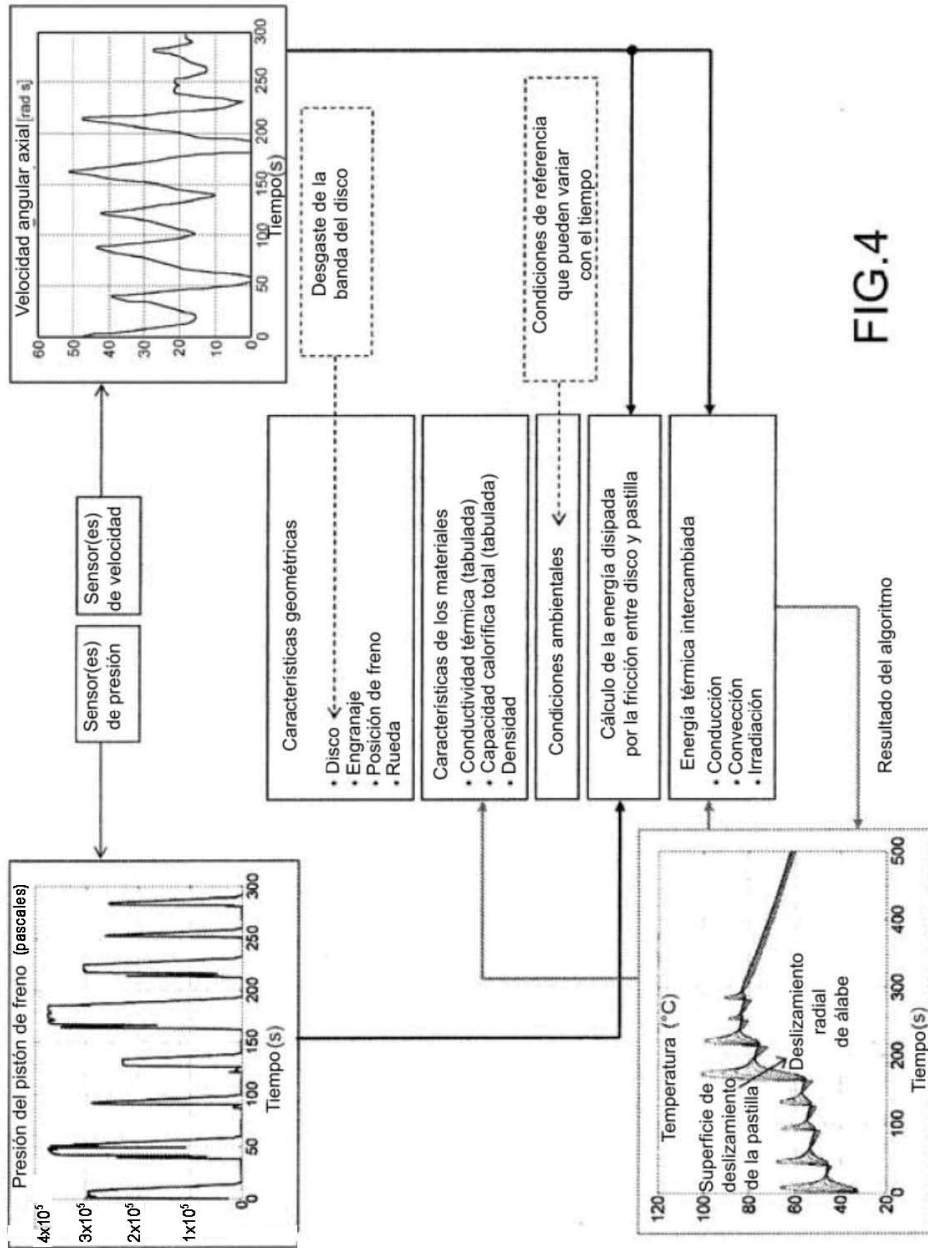 Presión del pistón de freno (pascales)
4x10⁵
3x10⁵
2x10⁵
1x10⁵
0
0
50
100
150
200
250
300
Tiempo(s)
Sensor(es)
de presión
Sensor(es)
de velocidad
Velocidad angular axial [rad s]
60
50
40
30
20
10
0
0
50
100
150
200
250
300
Tiempo(s)
Características geométricas
• Disco
• Engranaje
• Posición de freno
• Rueda
Desgaste de la
banda del disco
Características de los materiales
• Conductividad térmica (tabulada)
• Capacidad calorífica total (tabulada)
• Densidad
Condiciones ambientales
Condiciones de referencia
que pueden variar
con el tiempo
Cálculo de la energía disipada
por la fricción entre disco y pastilla
Energía térmica intercambiada
• Conducción
• Convección
• Irradiación
Resultado del algoritmo
Temperatura (°C)
120
100
80
60
40
20
Superficie de
deslizamiento
de la pastilla
Deslizamiento
radial
de álabe
0
100
200
300
400
500
Tiempo(s)
FIG.4